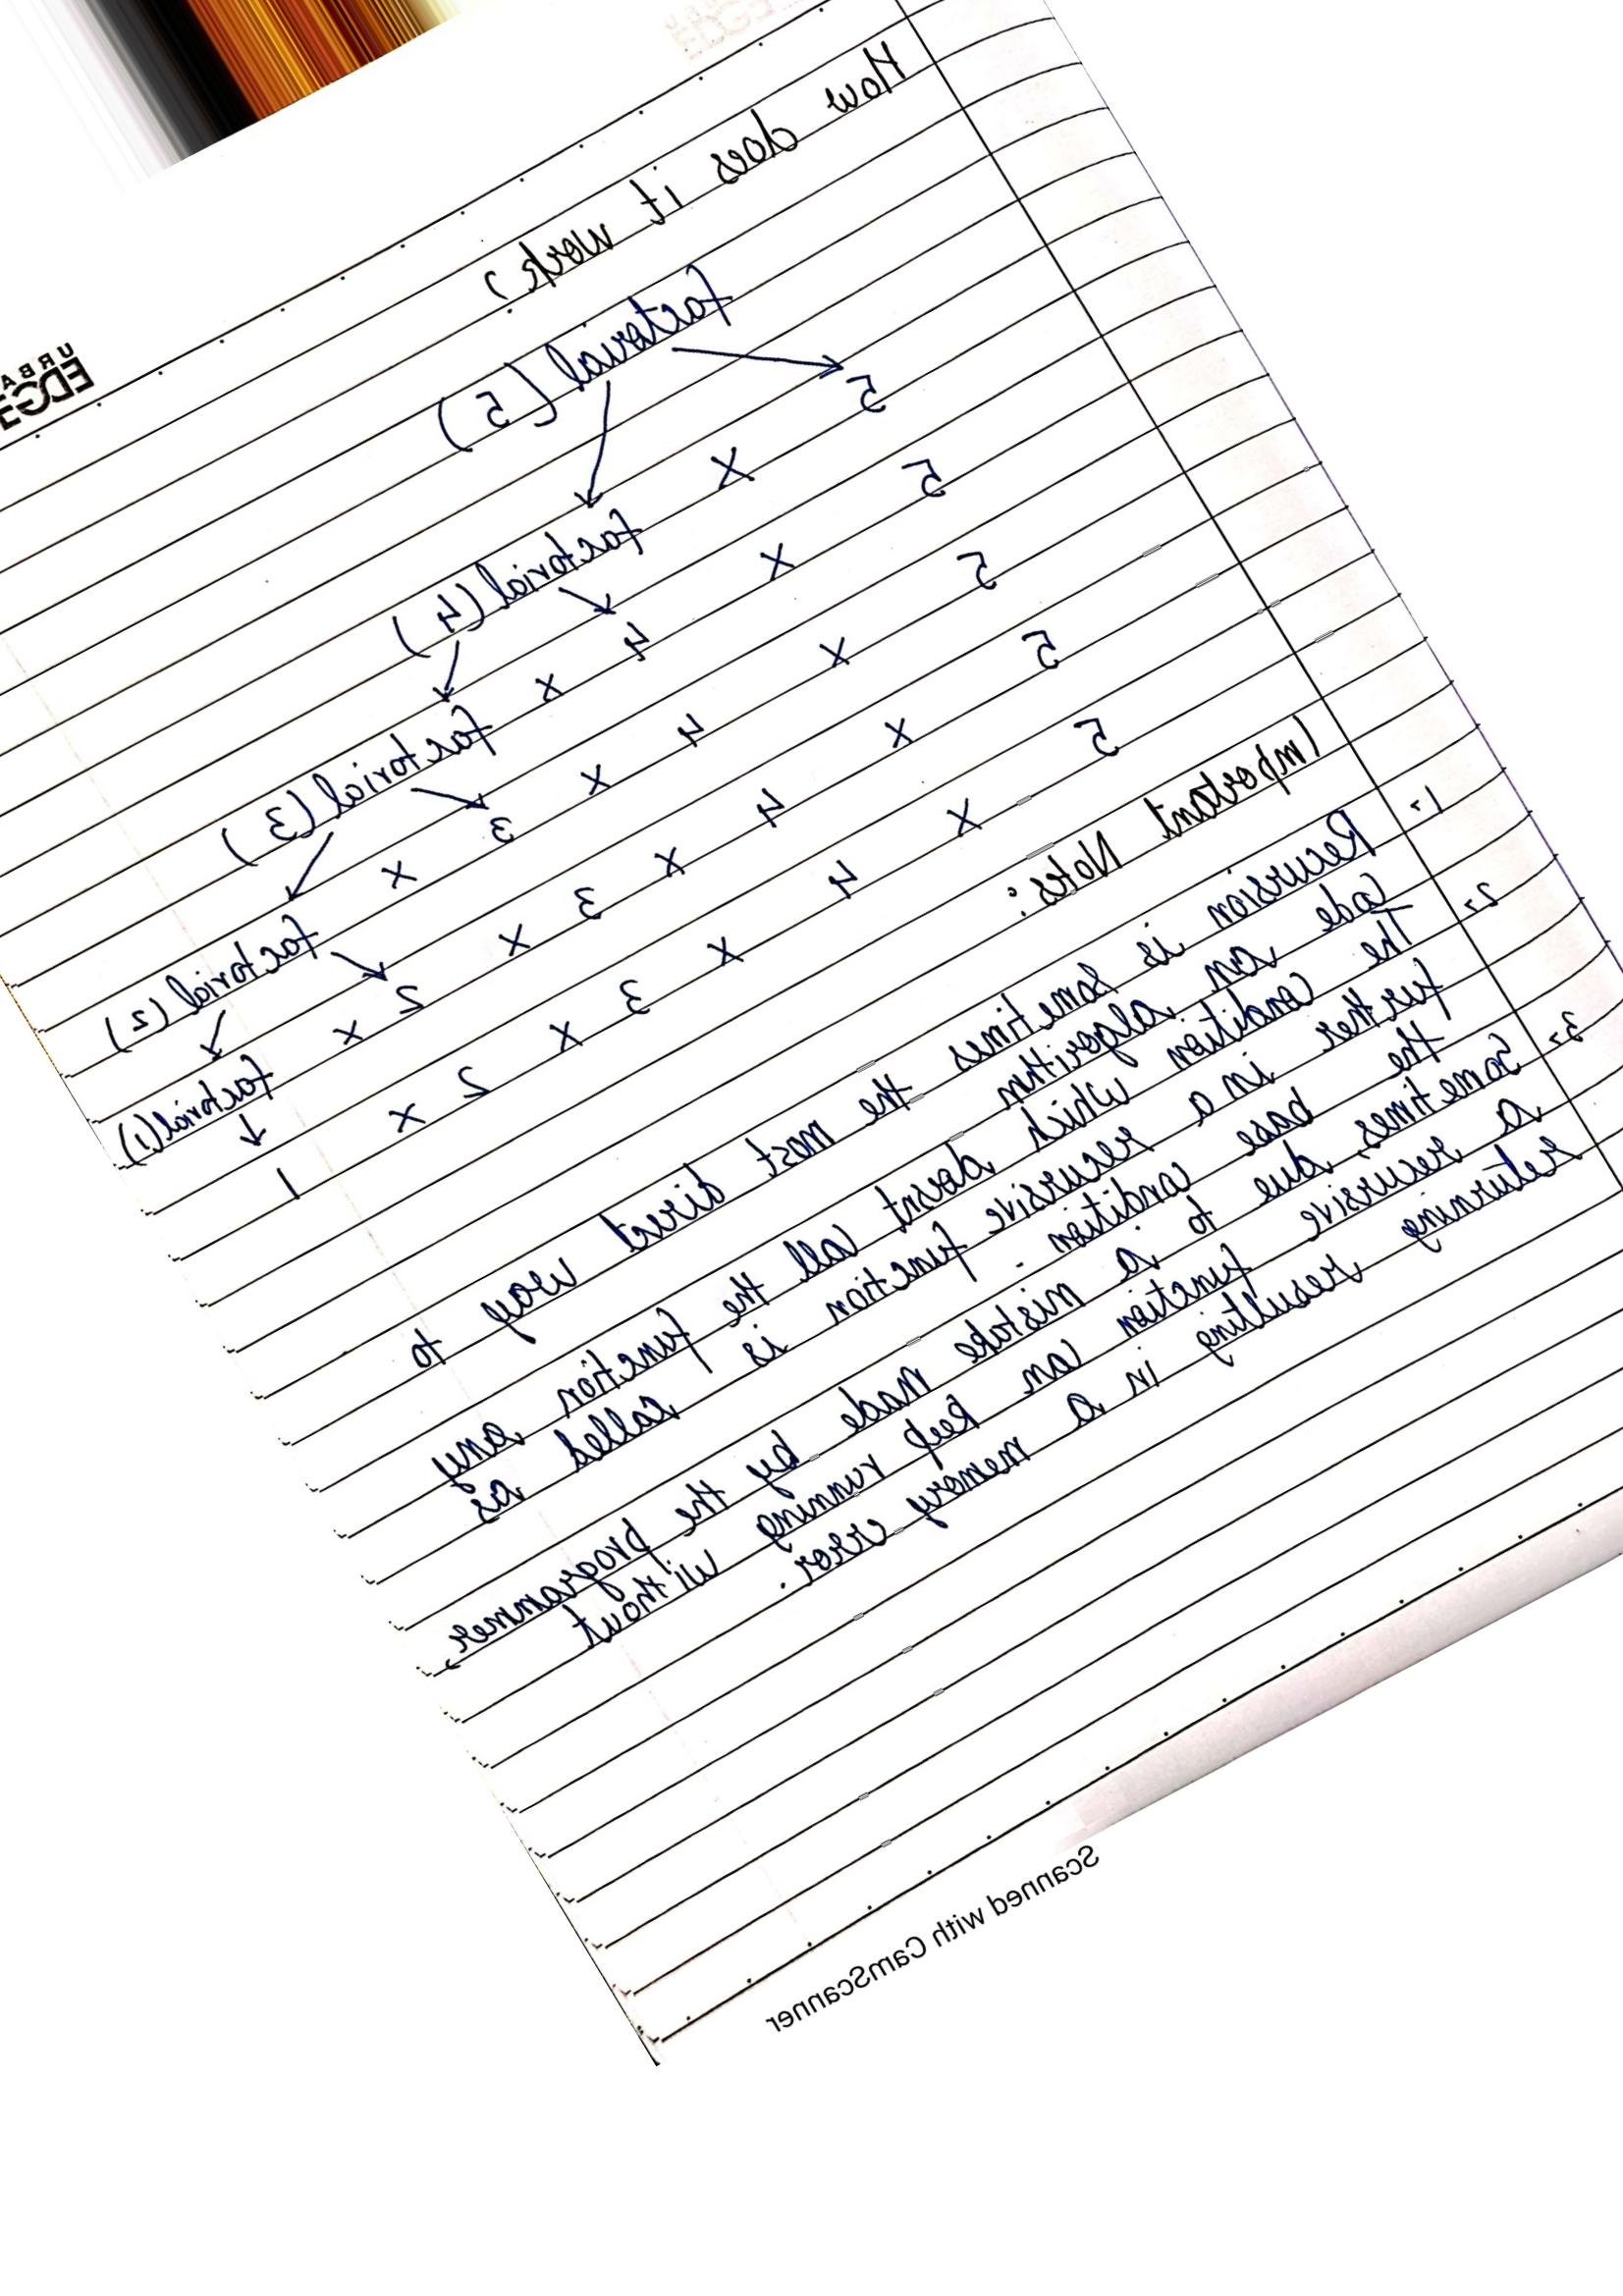 URBA
EDGE
How does it works?
factorial (5)
5 x factorial (4)
5 x 4 x factorial (3)
5 x 4 x 3 x factorial (2)
5 x 4 x 3 x 2 x factorial (1)
5 x 4 x 3 x 2 x 1
Important Notes:
1> Recursion is sometimes the most direct way to
code an algorithm
2> The condition which doesnt call the function any
further in a recursive function is called as
the base condition.
3> Sometimes, due to a mistake made by the programmer,
a recursive function can keep running without
returning resulting in a memory error.
Scanned with CamScanner